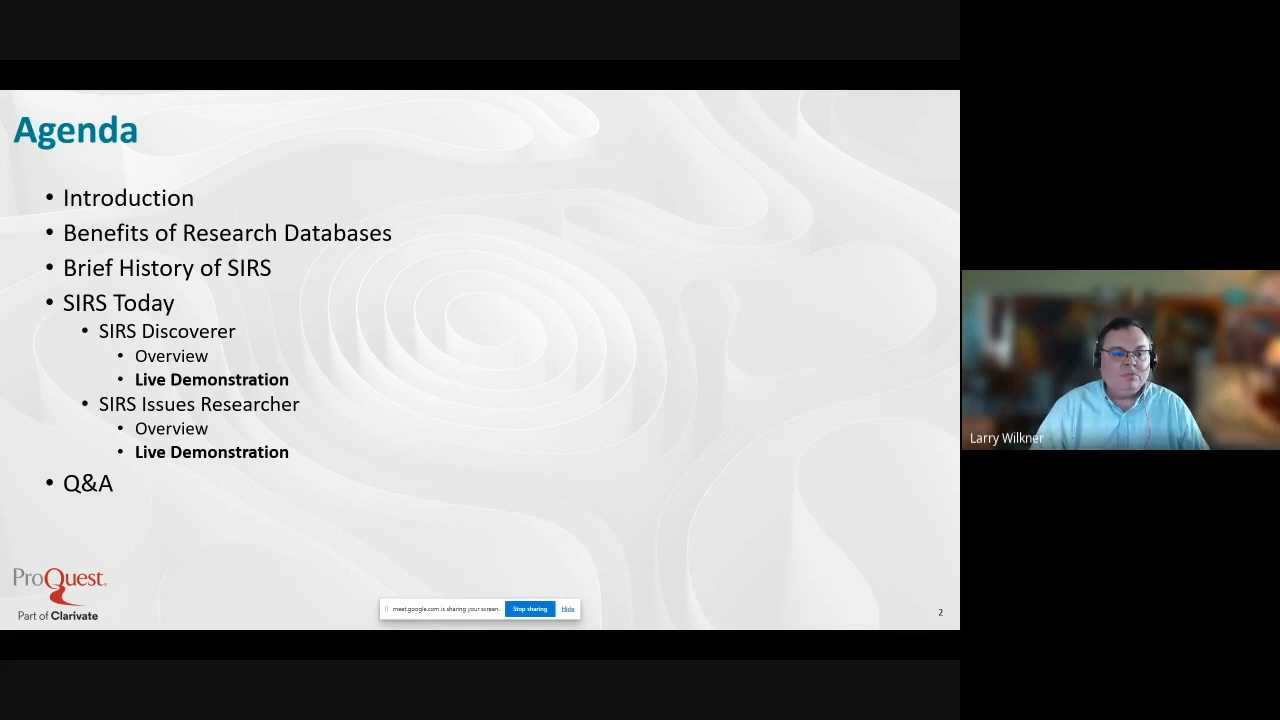 Agenda
• Introduction
• Benefits of Research Databases
• Brief History of SIRS
• SIRS Today
• SIRS Discoverer
• Overview
• Live Demonstration
• SIRS Issues Researcher
• Overview
• Live Demonstration
• Q&A
ProQuest.
Part of Clarivate
meet.google.com is sharing your screen. Stop sharing Hide
2
Larry Wilkner